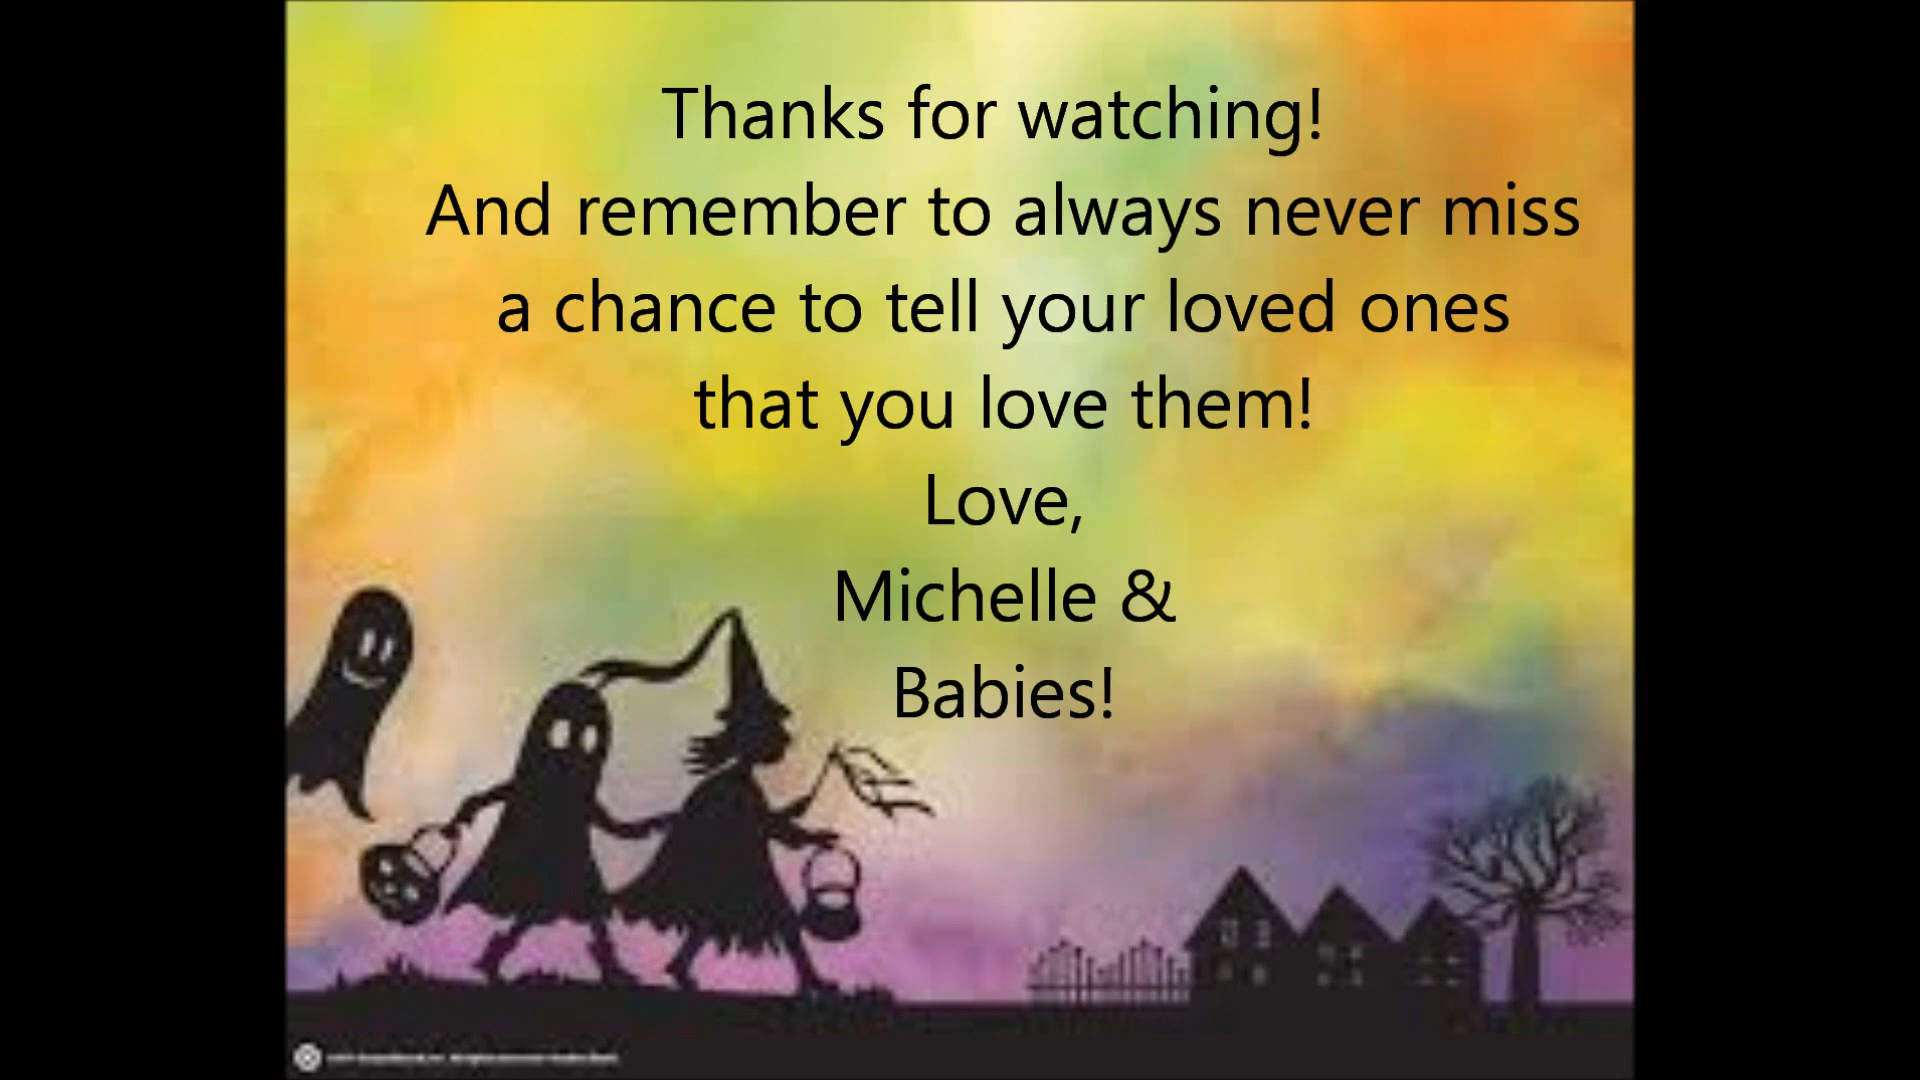 Thanks for watching!
And remember to always never miss
a chance to tell your loved ones
that you love them!
Love,
Michelle &
Babies!